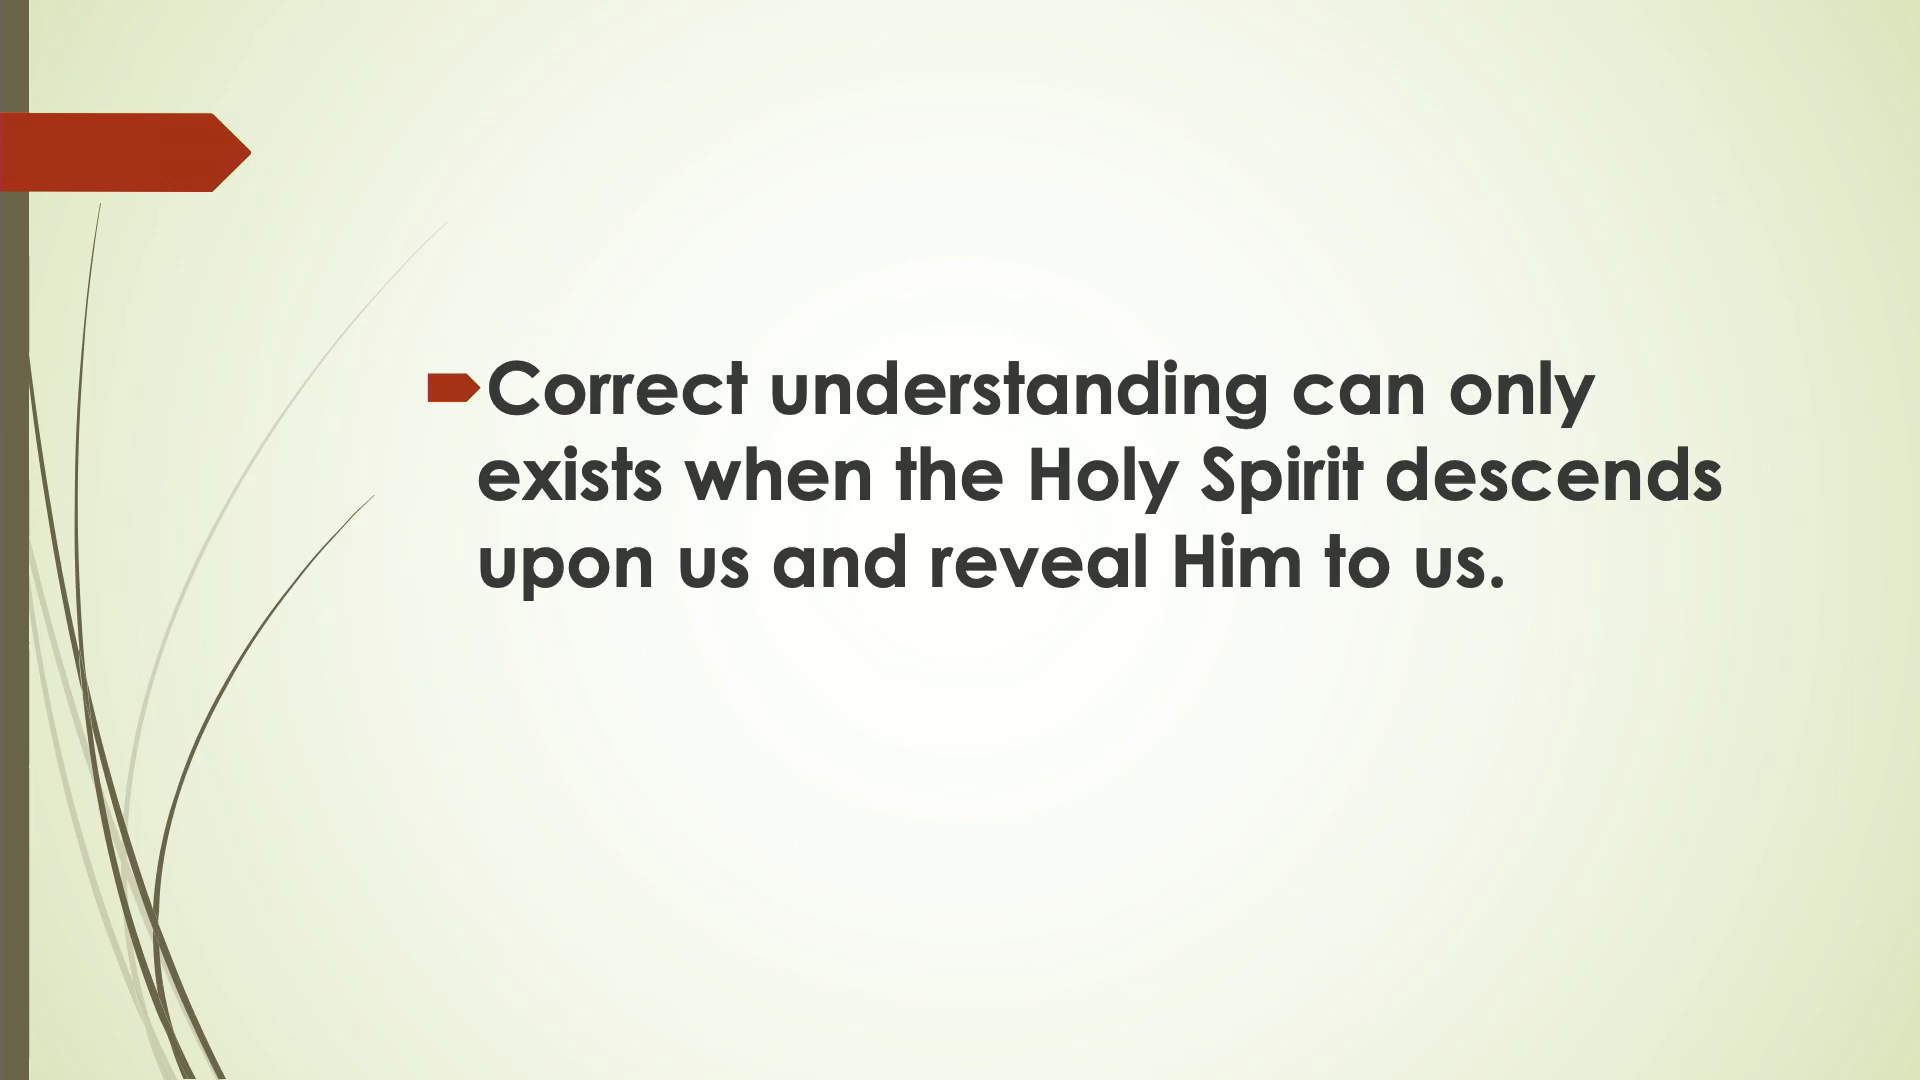 Correct understanding can only
exists when the Holy Spirit descends
upon us and reveal Him to us.